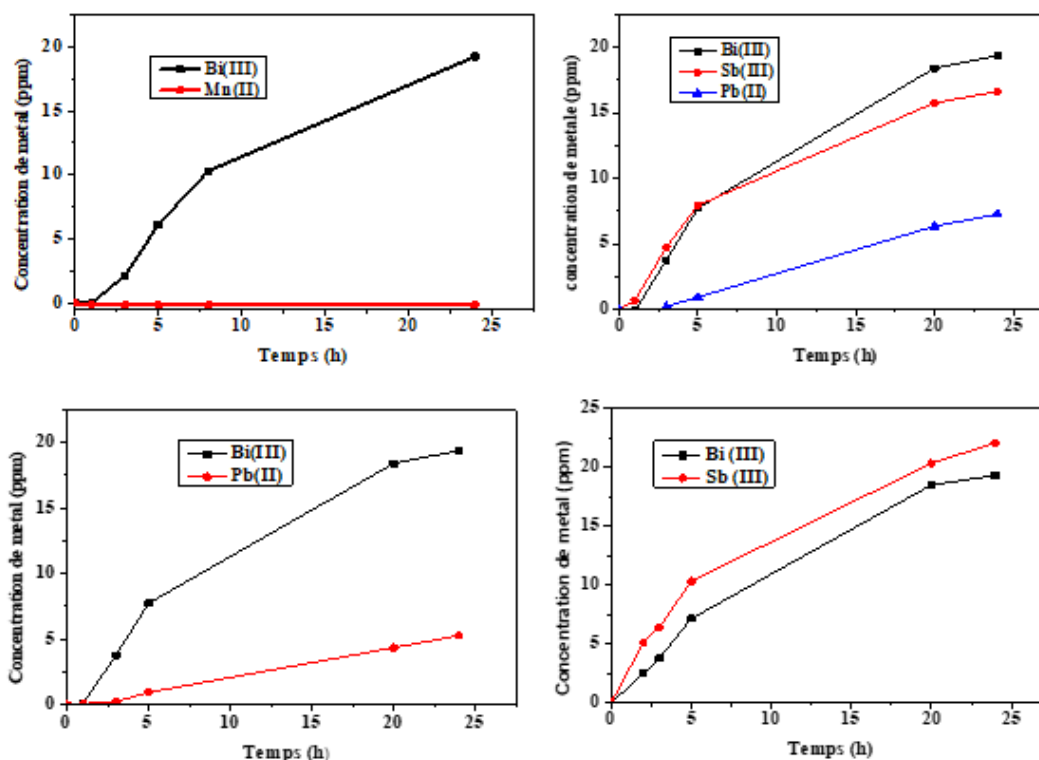 Concentration de metal (ppm)
20
15
10
5
0
Bi(III)
Mn(II)
0 5 10 15 20 25
Temps (h)
concentration de metale (ppm)
20
15
10
5
0
Bi(III)
Sb(III)
Pb(II)
0 5 10 15 20 25
Temps (h)
Concentration de metal (ppm)
20
15
10
5
0
Bi(III)
Pb(II)
0 5 10 15 20 25
Temps (h)
Concentration de metal (ppm)
25
20
15
10
5
0
Bi (III)
Sb (III)
0 5 10 15 20 25
Temps (h)